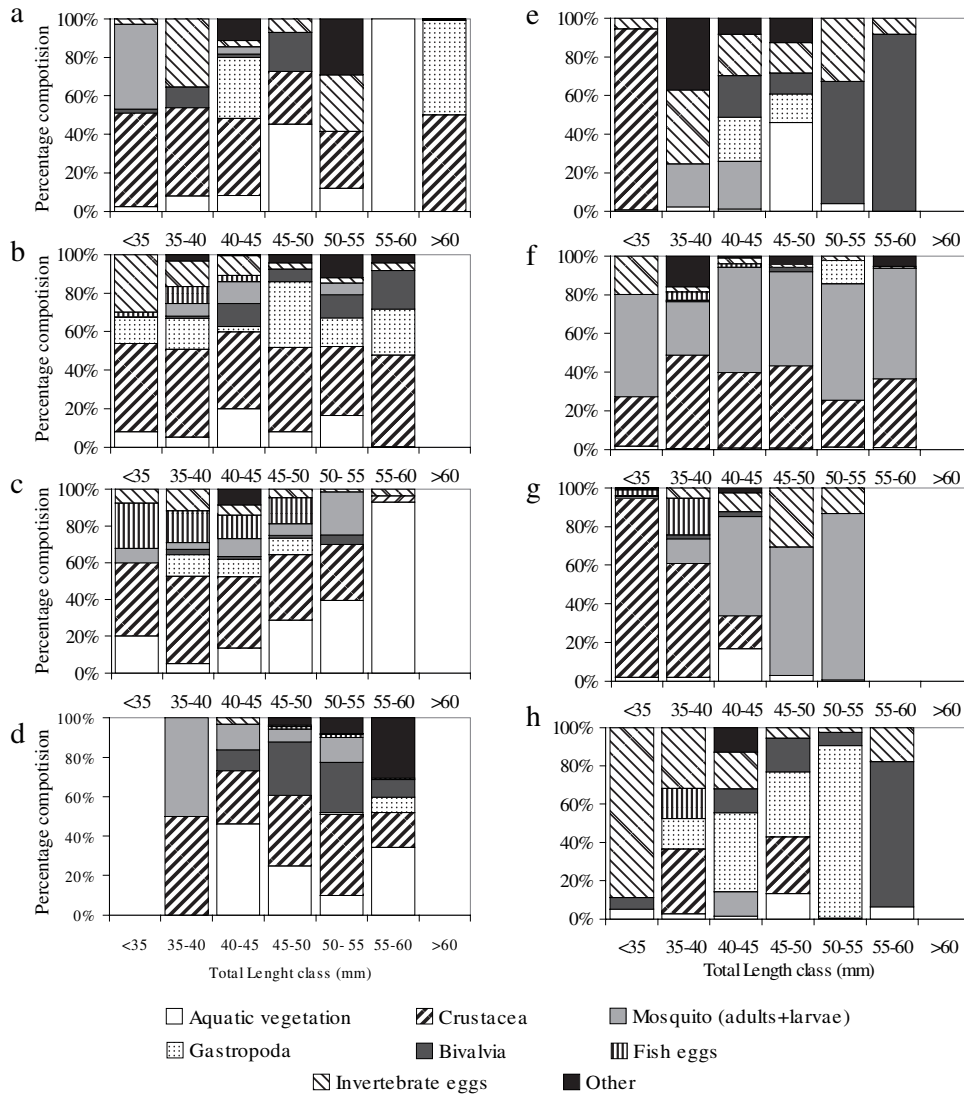 a
Percentage compotision
100%
80%
60%
40%
20%
0%
<35 35-40 40-45 45-50 50-55 55-60 >60
b
Percentage compotision
100%
80%
60%
40%
20%
0%
<35 35-40 40-45 45-50 50- 55 55-60 >60
c
Percentage compotision
100%
80%
60%
40%
20%
0%
<35 35-40 40-45 45-50 50-55 55-60 >60
d
Percentage compotision
100%
80%
60%
40%
20%
0%
<35 35-40 40-45 45-50 50- 55 55-60 >60
Total Lenght class (mm)
e
100%
80%
60%
40%
20%
0%
<35 35-40 40-45 45-50 50-55 55-60 >60
f
100%
80%
60%
40%
20%
0%
<35 35-40 40-45 45-50 50-55 55-60 >60
g
100%
80%
60%
40%
20%
0%
<35 35-40 40-45 45-50 50-55 55-60 >60
h
100%
80%
60%
40%
20%
0%
<35 35-40 40-45 45-50 50-55 55-60 >60
Total Length class (mm)
Aquatic vegetation Crustacea Mosquito (adults+larvae)
Gastropoda Bivalvia Fish eggs
Invertebrate eggs Other